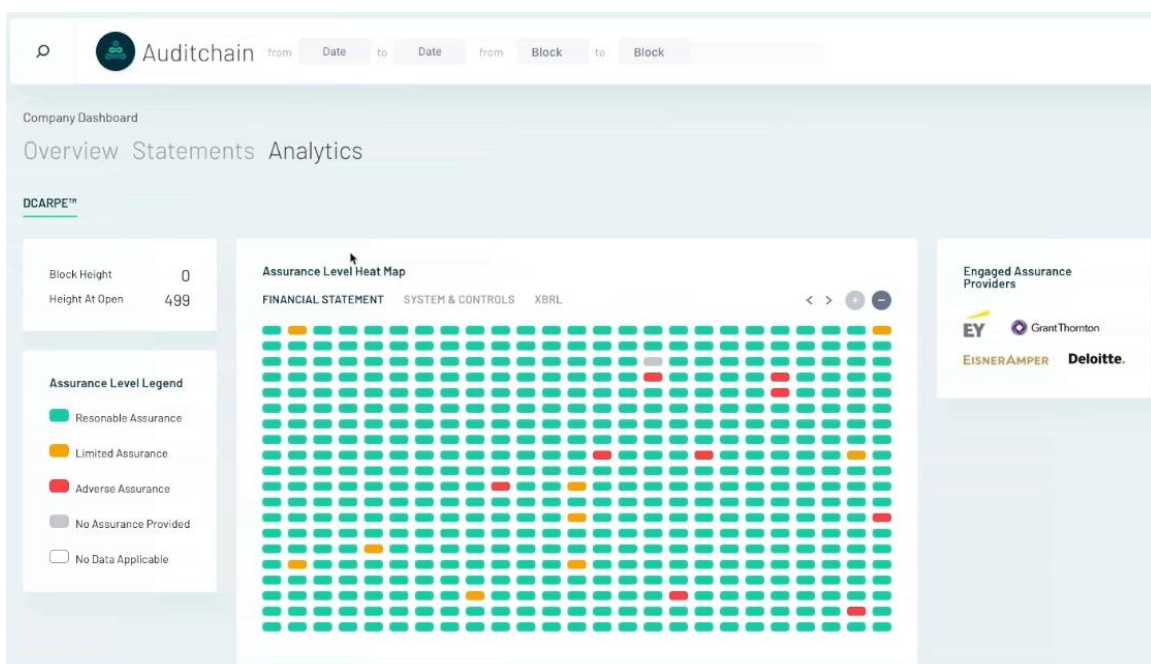 Auditchain from Date to Date from Block to Block
Company Dashboard
Overview Statements Analytics
DCARPE™
Block Height 0
Height At Open 499
Assurance Level Legend
Resonable Assurance
Limited Assurance
Adverse Assurance
No Assurance Provided
No Data Applicable
Assurance Level Heat Map
FINANCIAL STATEMENT SYSTEM & CONTROLS XBRL
< > + −
Engaged Assurance
Providers
EY GrantThornton
EISNERAMPER Deloitte.